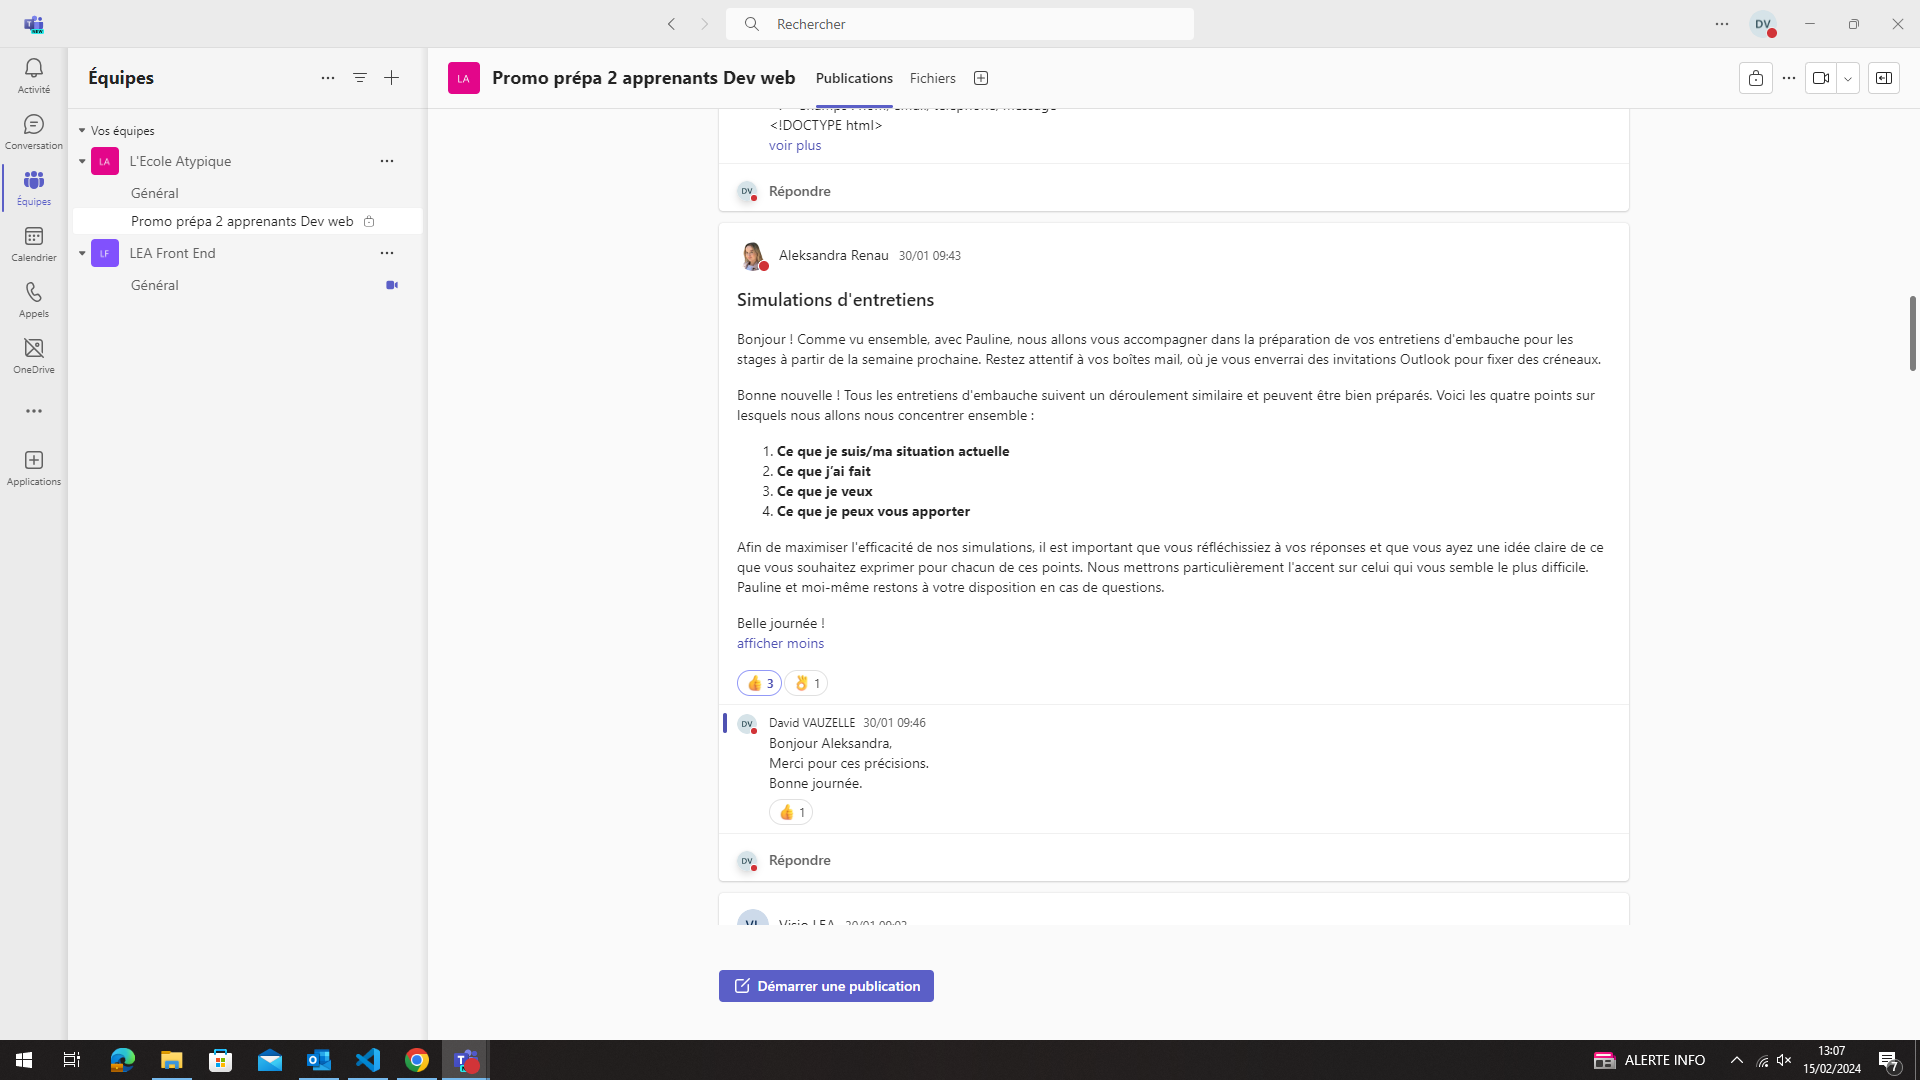 Rechercher
DV
Activité
Conversation
Équipes
Calendrier
Appels
OneDrive
Applications
Équipes
Vos équipes
LA L'Ecole Atypique
Général
Promo prépa 2 apprenants Dev web
LF LEA Front End
Général
LA Promo prépa 2 apprenants Dev web Publications Fichiers
<!DOCTYPE html>
voir plus
DV Répondre
Aleksandra Renau 30/01 09:43
Simulations d'entretiens
Bonjour ! Comme vu ensemble, avec Pauline, nous allons vous accompagner dans la préparation de vos entretiens d'embauche pour les
stages à partir de la semaine prochaine. Restez attentif à vos boîtes mail, où je vous enverrai des invitations Outlook pour fixer des créneaux.
Bonne nouvelle ! Tous les entretiens d'embauche suivent un déroulement similaire et peuvent être bien préparés. Voici les quatre points sur
lesquels nous allons nous concentrer ensemble :
1. Ce que je suis/ma situation actuelle
2. Ce que j'ai fait
3. Ce que je veux
4. Ce que je peux vous apporter
Afin de maximiser l'efficacité de nos simulations, il est important que vous réfléchissiez à vos réponses et que vous ayez une idée claire de ce
que vous souhaitez exprimer pour chacun de ces points. Nous mettrons particulièrement l'accent sur celui qui vous semble le plus difficile.
Pauline et moi-même restons à votre disposition en cas de questions.
Belle journée !
afficher moins
👍 3 👌 1
DV David VAUZELLE 30/01 09:46
Bonjour Aleksandra,
Merci pour ces précisions.
Bonne journée.
👍 1
DV Répondre
VL Visio LEA 30/01 09:02
Démarrer une publication
ALERTE INFO
13:07
15/02/2024
7